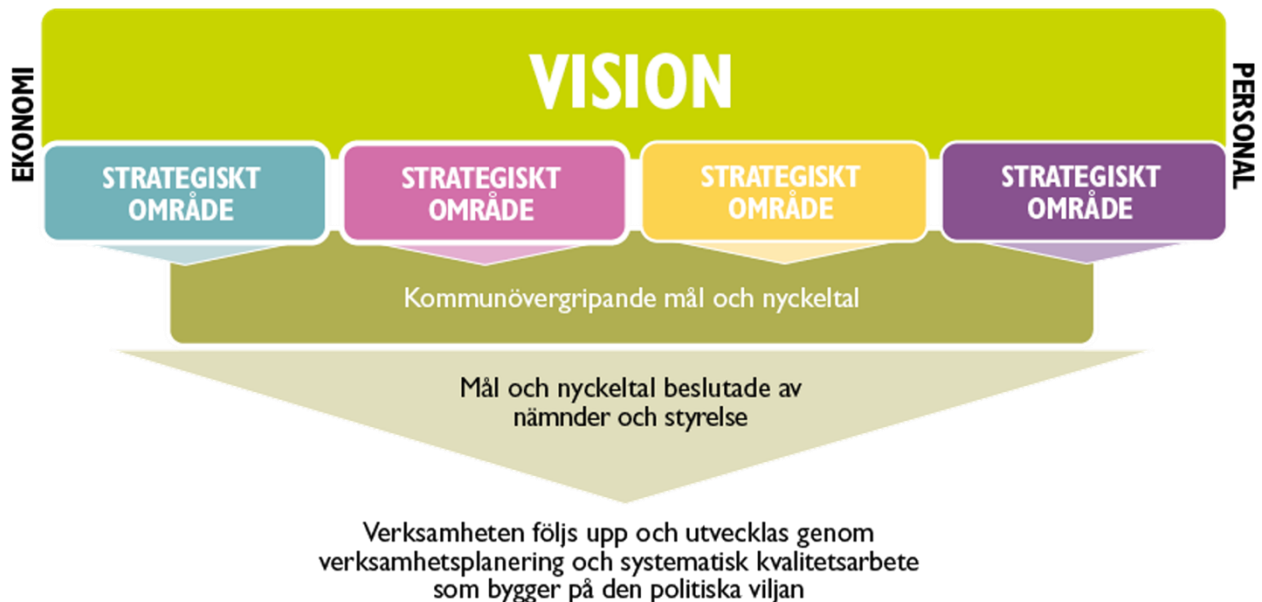 VISION
EKONOMI
PERSONAL
STRATEGISKT
OMRÅDE
STRATEGISKT
OMRÅDE
STRATEGISKT
OMRÅDE
STRATEGISKT
OMRÅDE
Kommunövergripande mål och nyckeltal
Mål och nyckeltal beslutade av
nämnder och styrelse
Verksamheten följs upp och utvecklas genom
verksamhetsplanering och systematisk kvalitetsarbete
som bygger på den politiska viljan